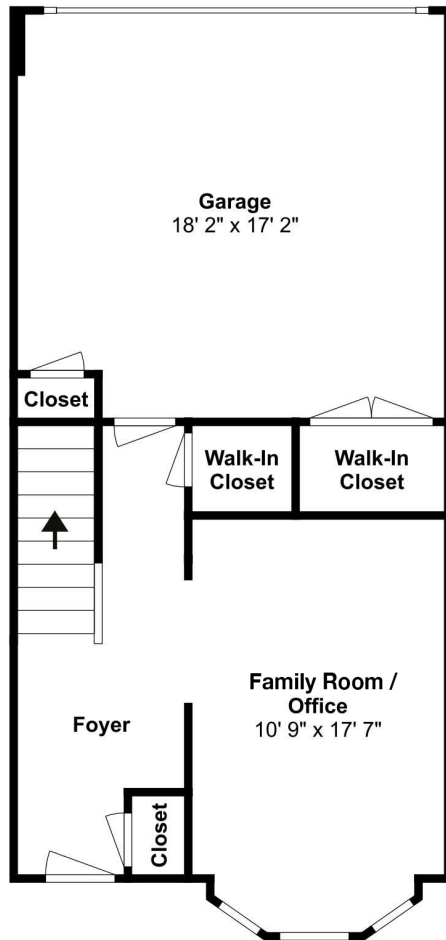 Garage
18' 2" x 17' 2"
Closet
Walk-In
Closet
Walk-In
Closet
Family Room /
Office
10' 9" x 17' 7"
Foyer
Closet